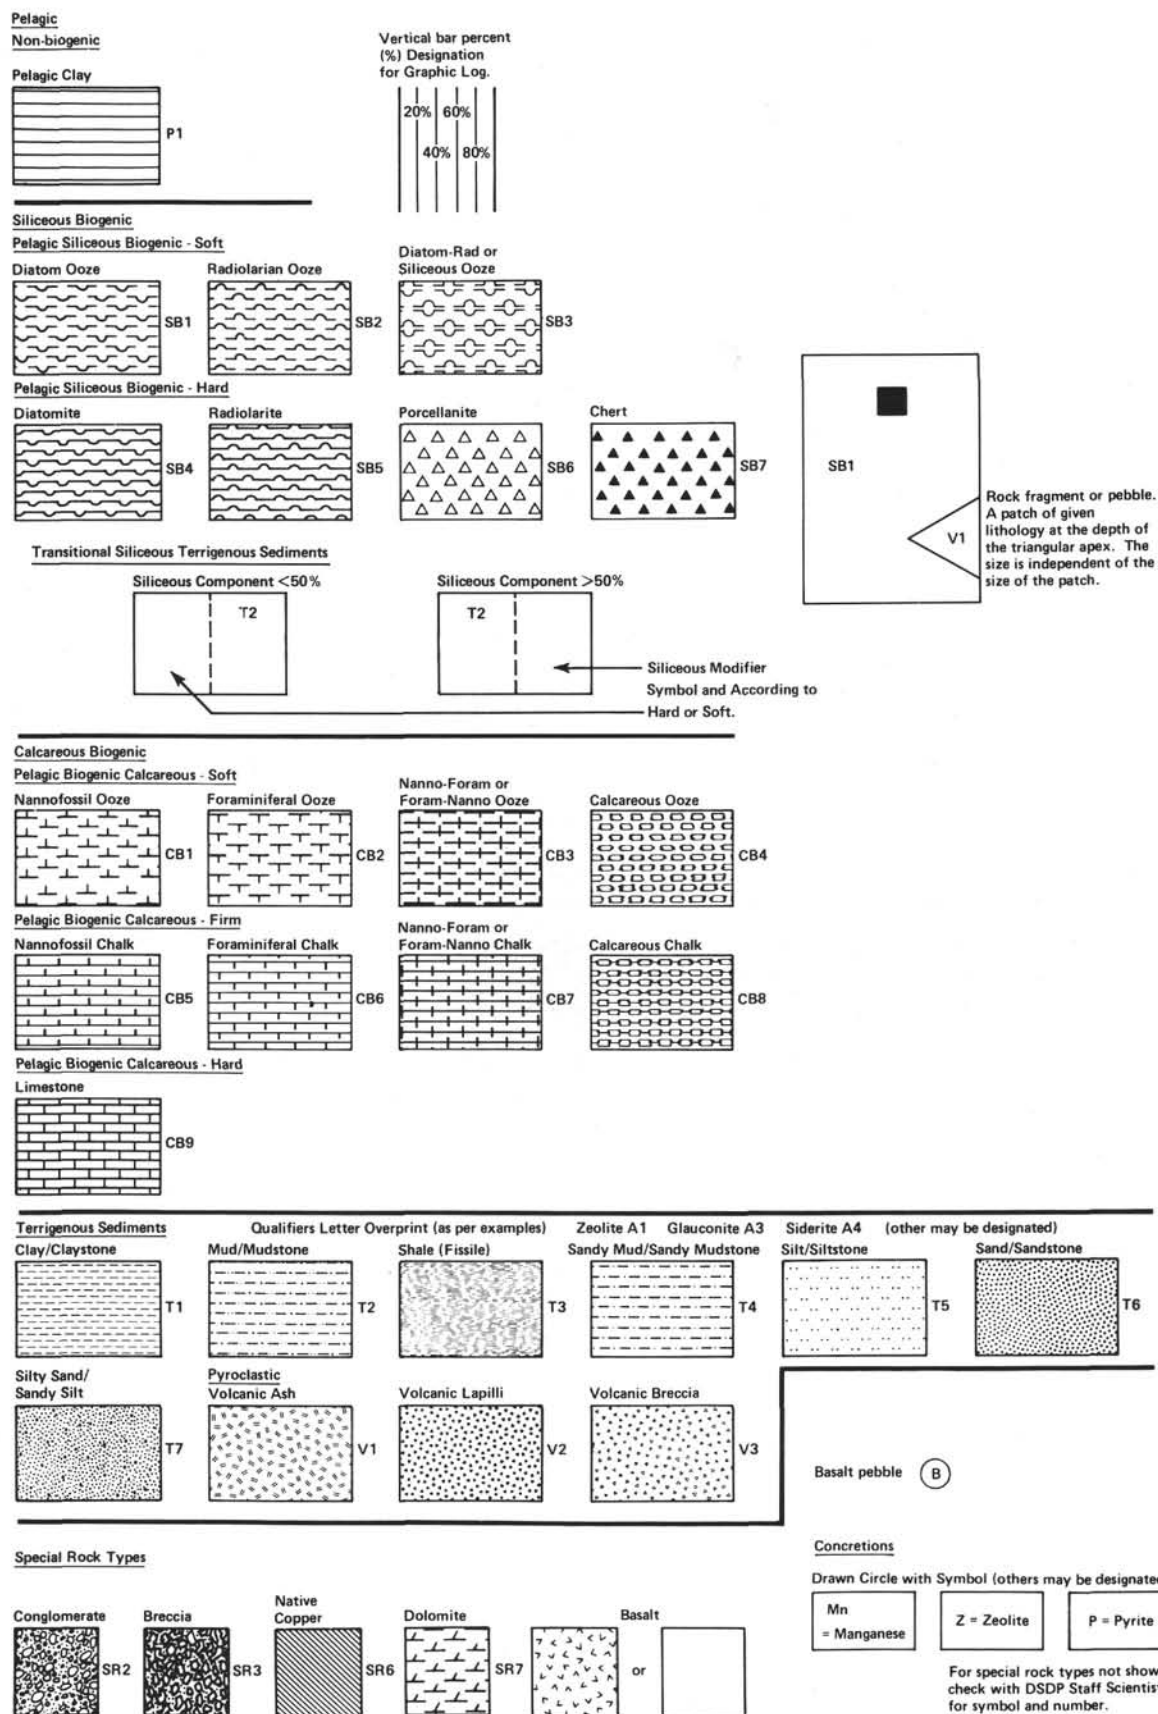 Pelagic
Non-biogenic
Pelagic Clay
P1
Vertical bar percent
(%) Designation
for Graphic Log.
20% 60%
40% 80%
Siliceous Biogenic
Pelagic Siliceous Biogenic - Soft
Diatom Ooze
SB1
Radiolarian Ooze
SB2
Diatom-Rad or
Siliceous Ooze
SB3
Pelagic Siliceous Biogenic - Hard
Diatomite
SB4
Radiolarite
SB5
Porcellanite
SB6
Chert
SB7
SB1
V1
Rock fragment or pebble.
A patch of given
lithology at the depth of
the triangular apex. The
size is independent of the
size of the patch.
Transitional Siliceous Terrigenous Sediments
Siliceous Component <50%
T2
Siliceous Component >50%
T2
Siliceous Modifier
Symbol and According to
Hard or Soft.
Calcareous Biogenic
Pelagic Biogenic Calcareous - Soft
Nannofossil Ooze
CB1
Foraminiferal Ooze
CB2
Nanno-Foram or
Foram-Nanno Ooze
CB3
Calcareous Ooze
CB4
Pelagic Biogenic Calcareous - Firm
Nannofossil Chalk
CB5
Foraminiferal Chalk
CB6
Nanno-Foram or
Foram-Nanno Chalk
CB7
Calcareous Chalk
CB8
Pelagic Biogenic Calcareous - Hard
Limestone
CB9
Terrigenous Sediments
Qualifiers Letter Overprint (as per examples) Zeolite A1 Glauconite A3 Siderite A4 (other may be designated)
Clay/Claystone
T1
Mud/Mudstone
T2
Shale (Fissile)
T3
Sandy Mud/Sandy Mudstone
T4
Silt/Siltstone
T5
Sand/Sandstone
T6
Silty Sand/
Sandy Silt
T7
Pyroclastic
Volcanic Ash
V1
Volcanic Lapilli
V2
Volcanic Breccia
V3
Basalt pebble B
Special Rock Types
Conglomerate
SR2
Breccia
SR3
Native
Copper
SR6
Dolomite
SR7
Basalt
or
Concretions
Drawn Circle with Symbol (others may be designate
Mn
= Manganese
Z = Zeolite
P = Pyrite
For special rock types not show
check with DSDP Staff Scientist
for symbol and number.